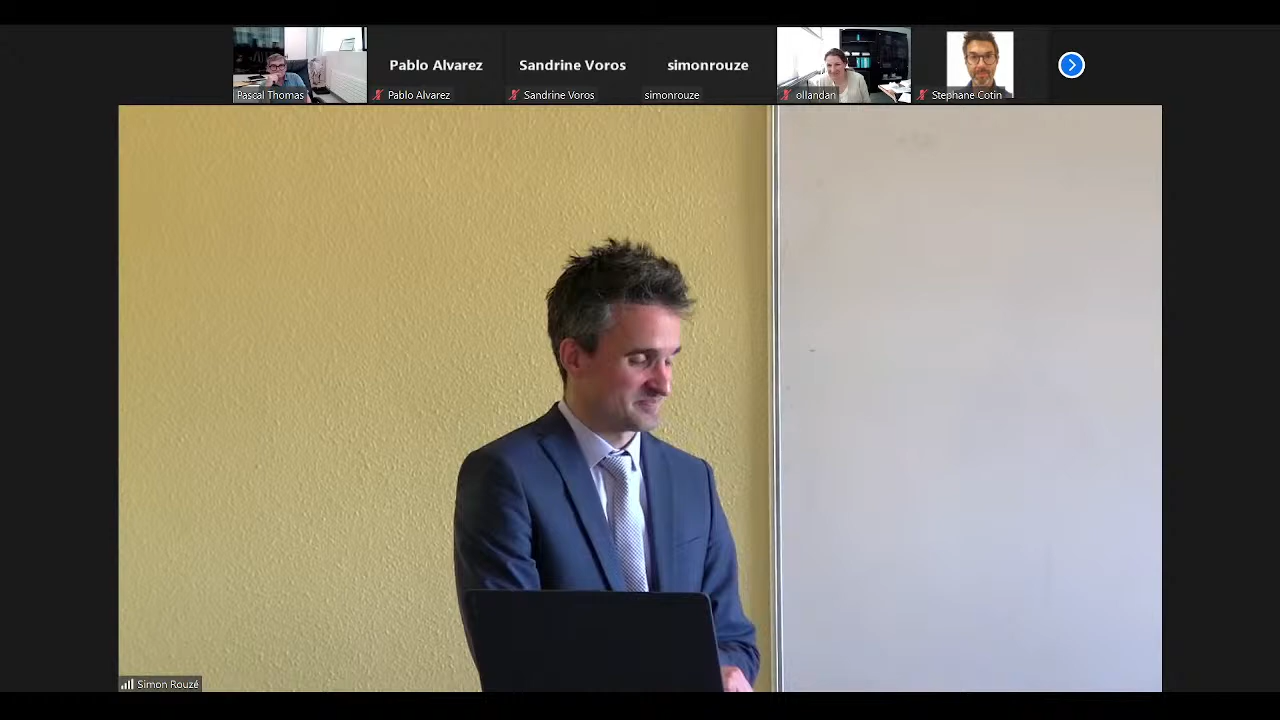 Pablo Alvarez
Sandrine Voros
simonrouze
Pascal Thomas
Pablo Alvarez
Sandrine Voros
simonrouze
ollandan
Stephane Cotin
Simon Rouzé